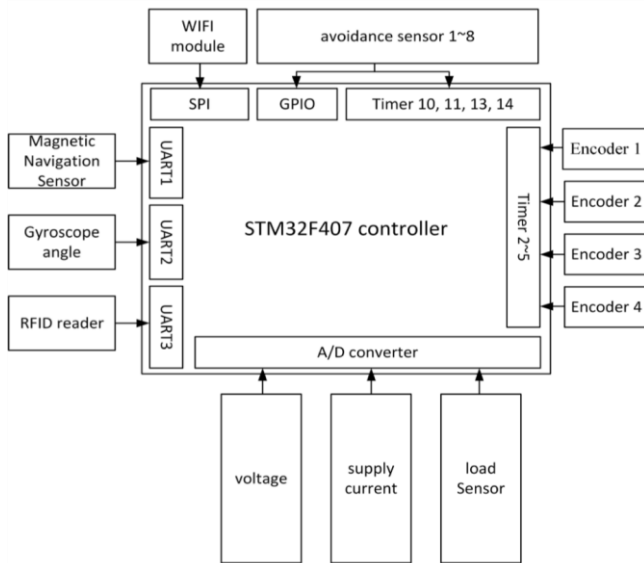 WIFI
module
avoidance sensor 1~8
SPI
GPIO
Timer 10, 11, 13, 14
Magnetic
Navigation
Sensor
UART1
Gyroscope
angle
UART2
RFID reader
UART3
STM32F407 controller
Timer 2~5
Encoder 1
Encoder 2
Encoder 3
Encoder 4
A/D converter
voltage
supply
current
load
Sensor